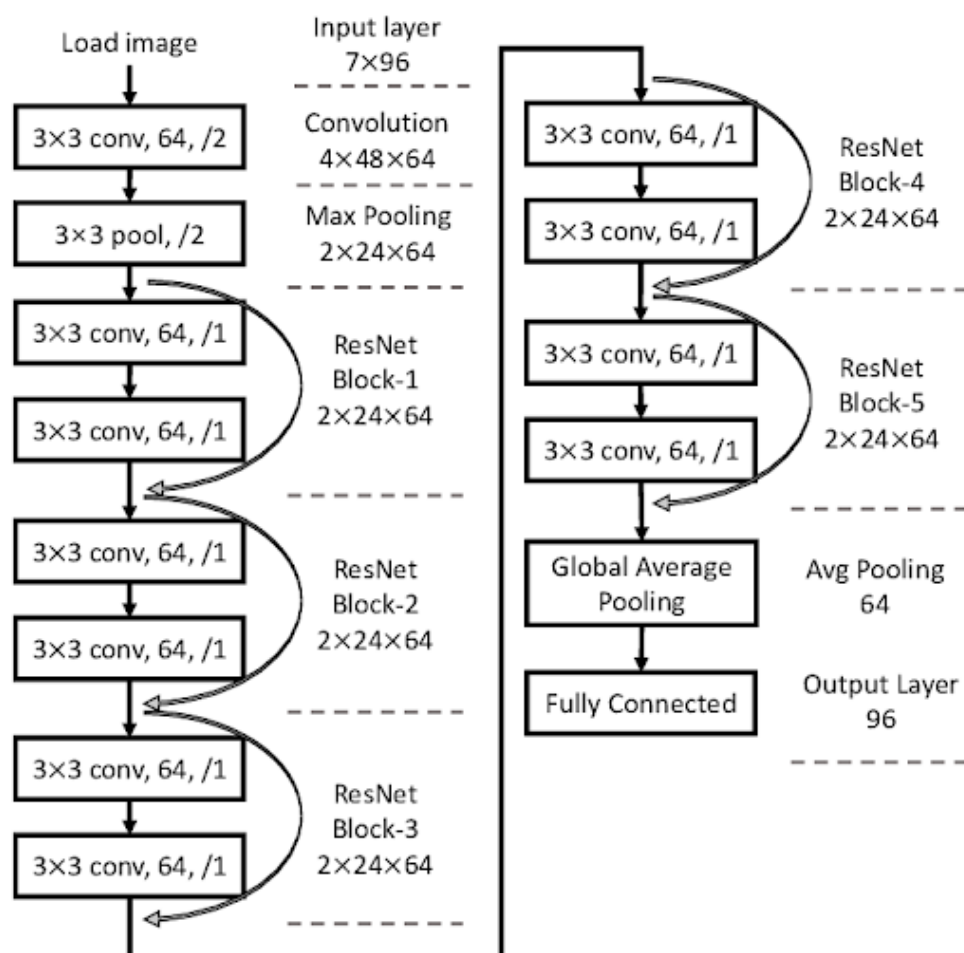 Load image
Input layer
7×96
3×3 conv, 64, /2
Convolution
4×48×64
3×3 pool, /2
Max Pooling
2×24×64
3×3 conv, 64, /1
3×3 conv, 64, /1
ResNet
Block-1
2×24×64
3×3 conv, 64, /1
3×3 conv, 64, /1
ResNet
Block-2
2×24×64
3×3 conv, 64, /1
3×3 conv, 64, /1
ResNet
Block-3
2×24×64
3×3 conv, 64, /1
3×3 conv, 64, /1
ResNet
Block-4
2×24×64
3×3 conv, 64, /1
3×3 conv, 64, /1
ResNet
Block-5
2×24×64
Global Average
Pooling
Avg Pooling
64
Fully Connected
Output Layer
96